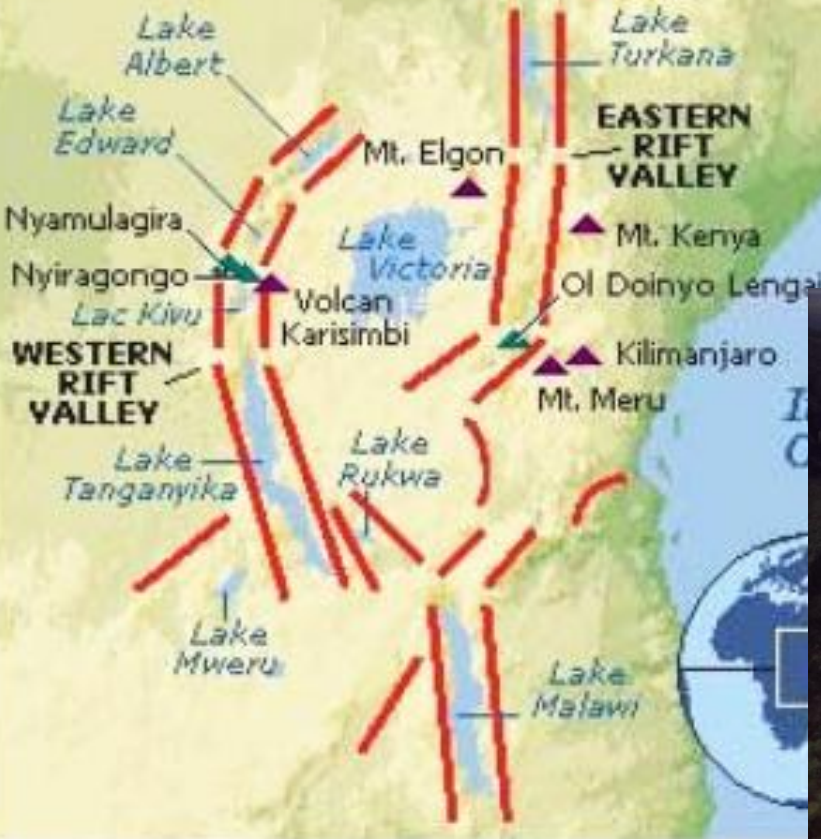 Lake
Albert
Lake
Turkana
Lake
Edward
Mt. Elgon
EASTERN
RIFT
VALLEY
Nyamulagira
Mt. Kenya
Lake
Victoria
Nyiragongo
Ol Doinyo Lengai
Lac Kivu
Volcan
Karisimbi
WESTERN
RIFT
VALLEY
Kilimanjaro
Mt. Meru
Lake
Tanganyika
Lake
Rukwa
Lake
Mweru
Lake
Malawi